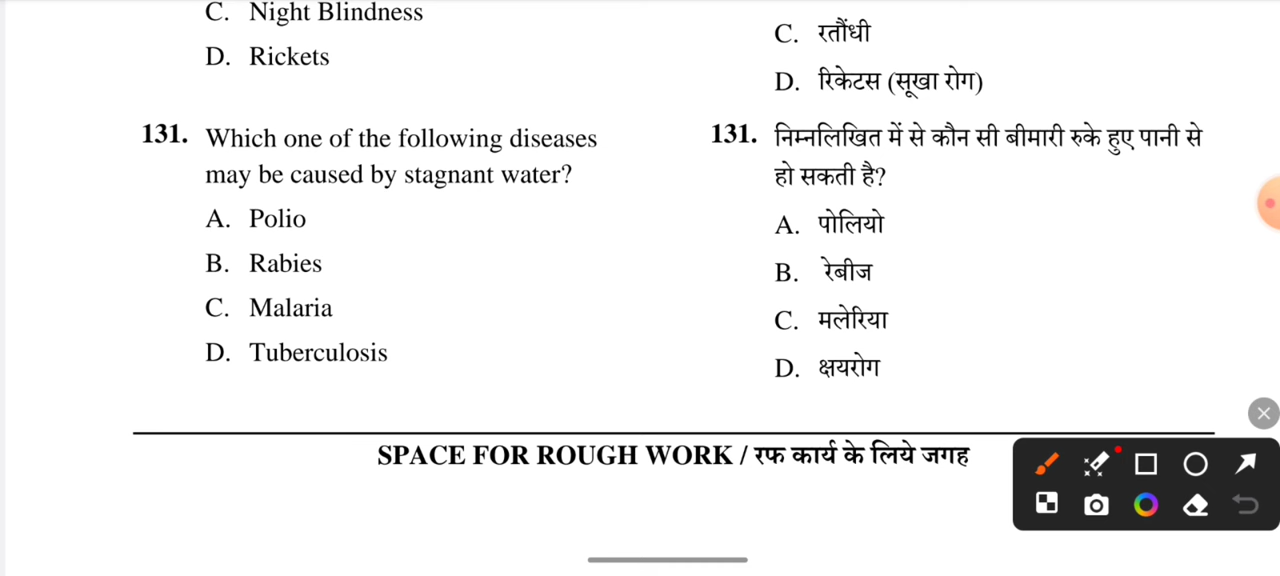 C. Night Blindness
D. Rickets
131. Which one of the following diseases
may be caused by stagnant water?
A. Polio
B. Rabies
C. Malaria
D. Tuberculosis
C. रतौंधी
D. रिकेटस (सूखा रोग)
131. निम्नलिखित में से कौन सी बीमारी रुके हुए पानी से
हो सकती है?
A. पोलियो
B. रेबीज
C. मलेरिया
D. क्षयरोग
SPACE FOR ROUGH WORK / रफ कार्य के लिये जगह